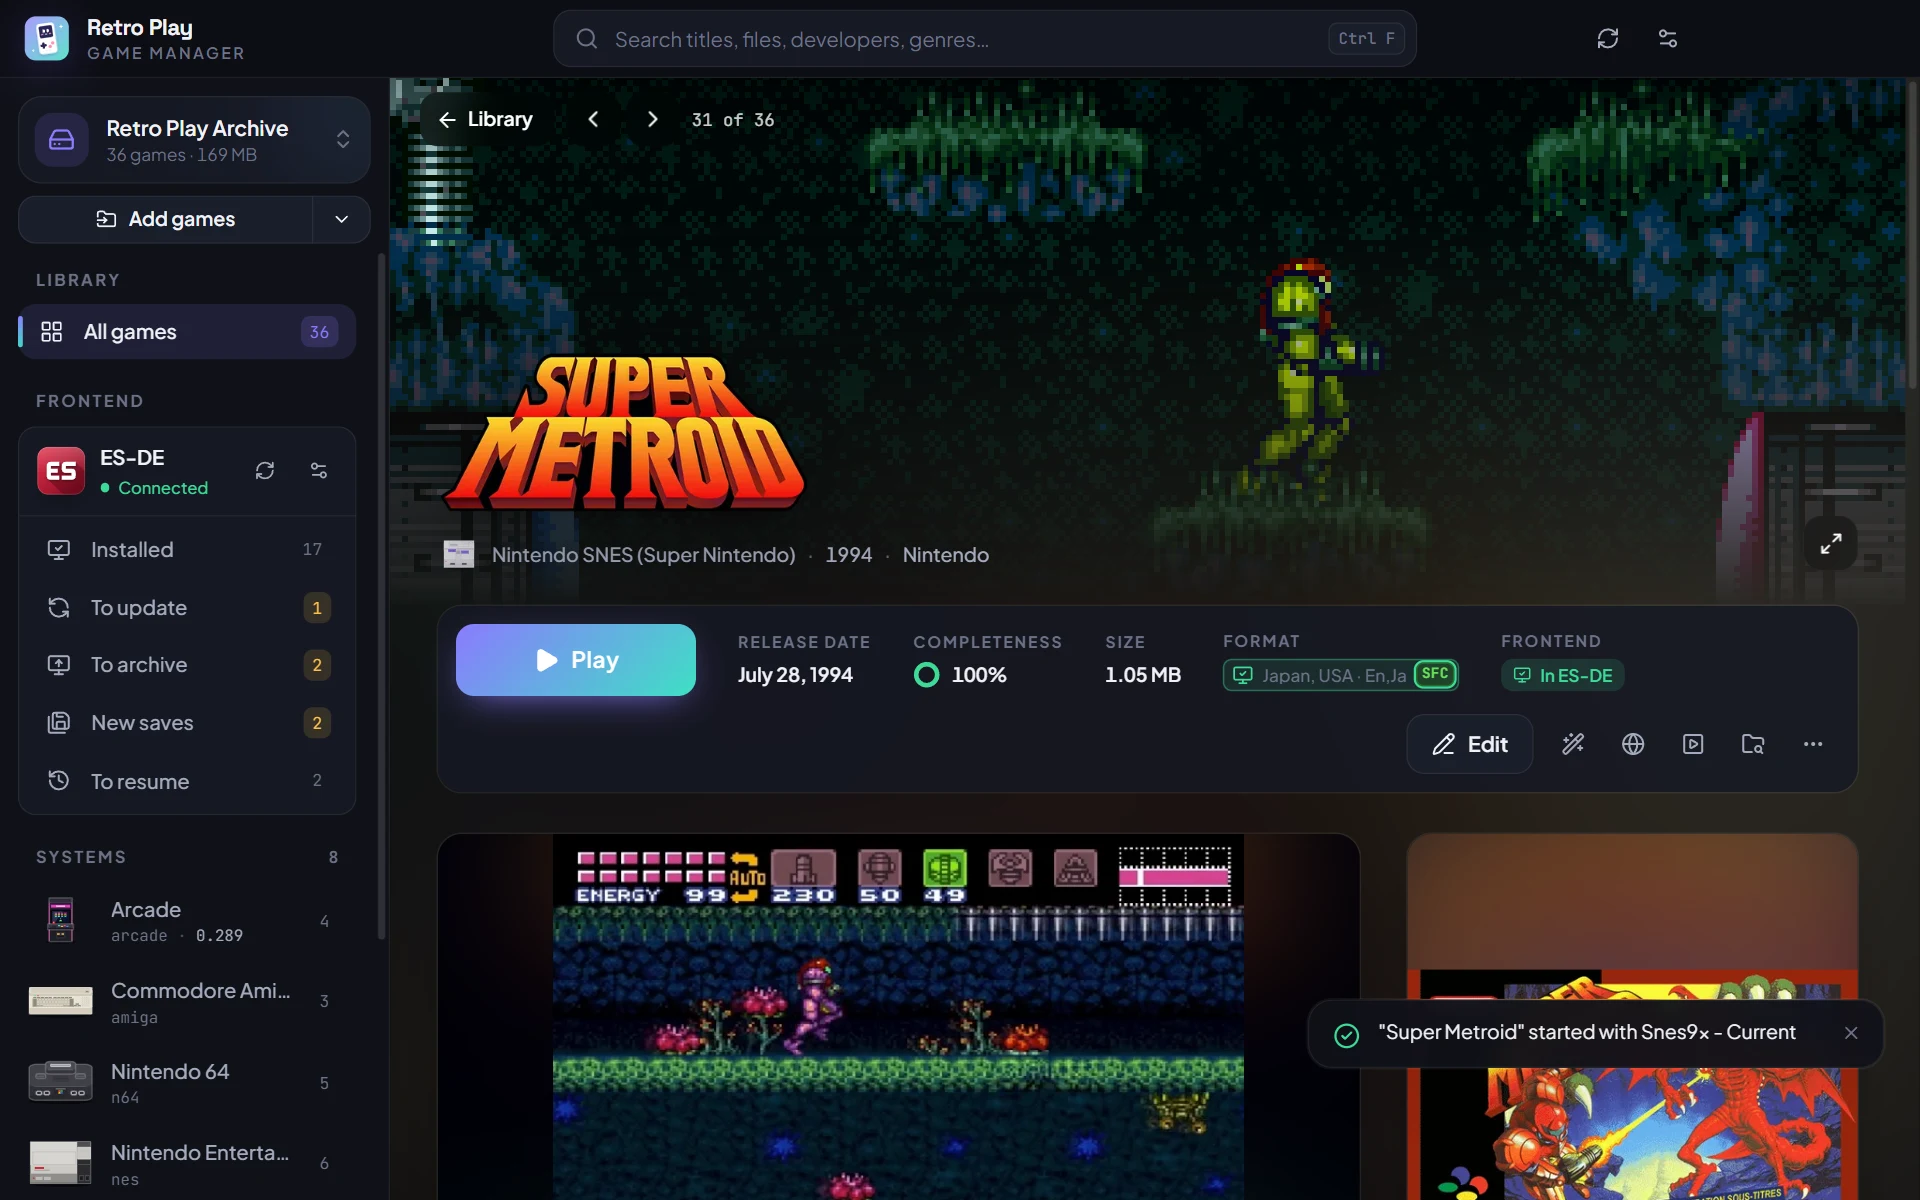 Retro Play
GAME MANAGER
Search titles, files, developers, genres...
Ctrl F
Retro Play Archive
36 games · 169 MB
Add games
LIBRARY
All games
36
FRONTEND
ES
ES-DE
Connected
Installed
17
To update
1
To archive
2
New saves
2
To resume
2
SYSTEMS
8
Arcade
arcade · 0.289
4
Commodore Ami...
amiga
3
Nintendo 64
n64
5
Nintendo Enterta...
nes
6
Library
31 of 36
SUPER
METROID
Nintendo SNES (Super Nintendo) · 1994 · Nintendo
Play
RELEASE DATE
July 28, 1994
COMPLETENESS
100%
SIZE
1.05 MB
FORMAT
Japan, USA · En,Ja
SFC
FRONTEND
In ES-DE
Edit
ENERGY 99
AUTO
230
50
49
"Super Metroid" started with Snes9x - Current